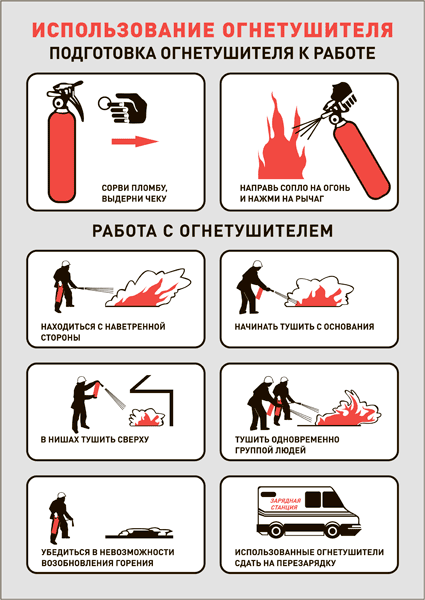 ИСПОЛЬЗОВАНИЕ ОГНЕТУШИТЕЛЯ
ПОДГОТОВКА ОГНЕТУШИТЕЛЯ К РАБОТЕ
СОРВИ ПЛОМБУ,
ВЫДЕРНИ ЧЕКУ
НАПРАВЬ СОПЛО НА ОГОНЬ
И НАЖМИ НА РЫЧАГ
РАБОТА С ОГНЕТУШИТЕЛЕМ
НАХОДИТЬСЯ С НАВЕТРЕННОЙ
СТОРОНЫ
НАЧИНАТЬ ТУШИТЬ С ОСНОВАНИЯ
В НИШАХ ТУШИТЬ СВЕРХУ
ТУШИТЬ ОДНОВРЕМЕННО
ГРУППОЙ ЛЮДЕЙ
УБЕДИТЬСЯ В НЕВОЗМОЖНОСТИ
ВОЗОБНОВЛЕНИЯ ГОРЕНИЯ
ЗАРЯДНАЯ
СТАНЦИЯ
ИСПОЛЬЗОВАННЫЕ ОГНЕТУШИТЕЛИ
СДАТЬ НА ПЕРЕЗАРЯДКУ